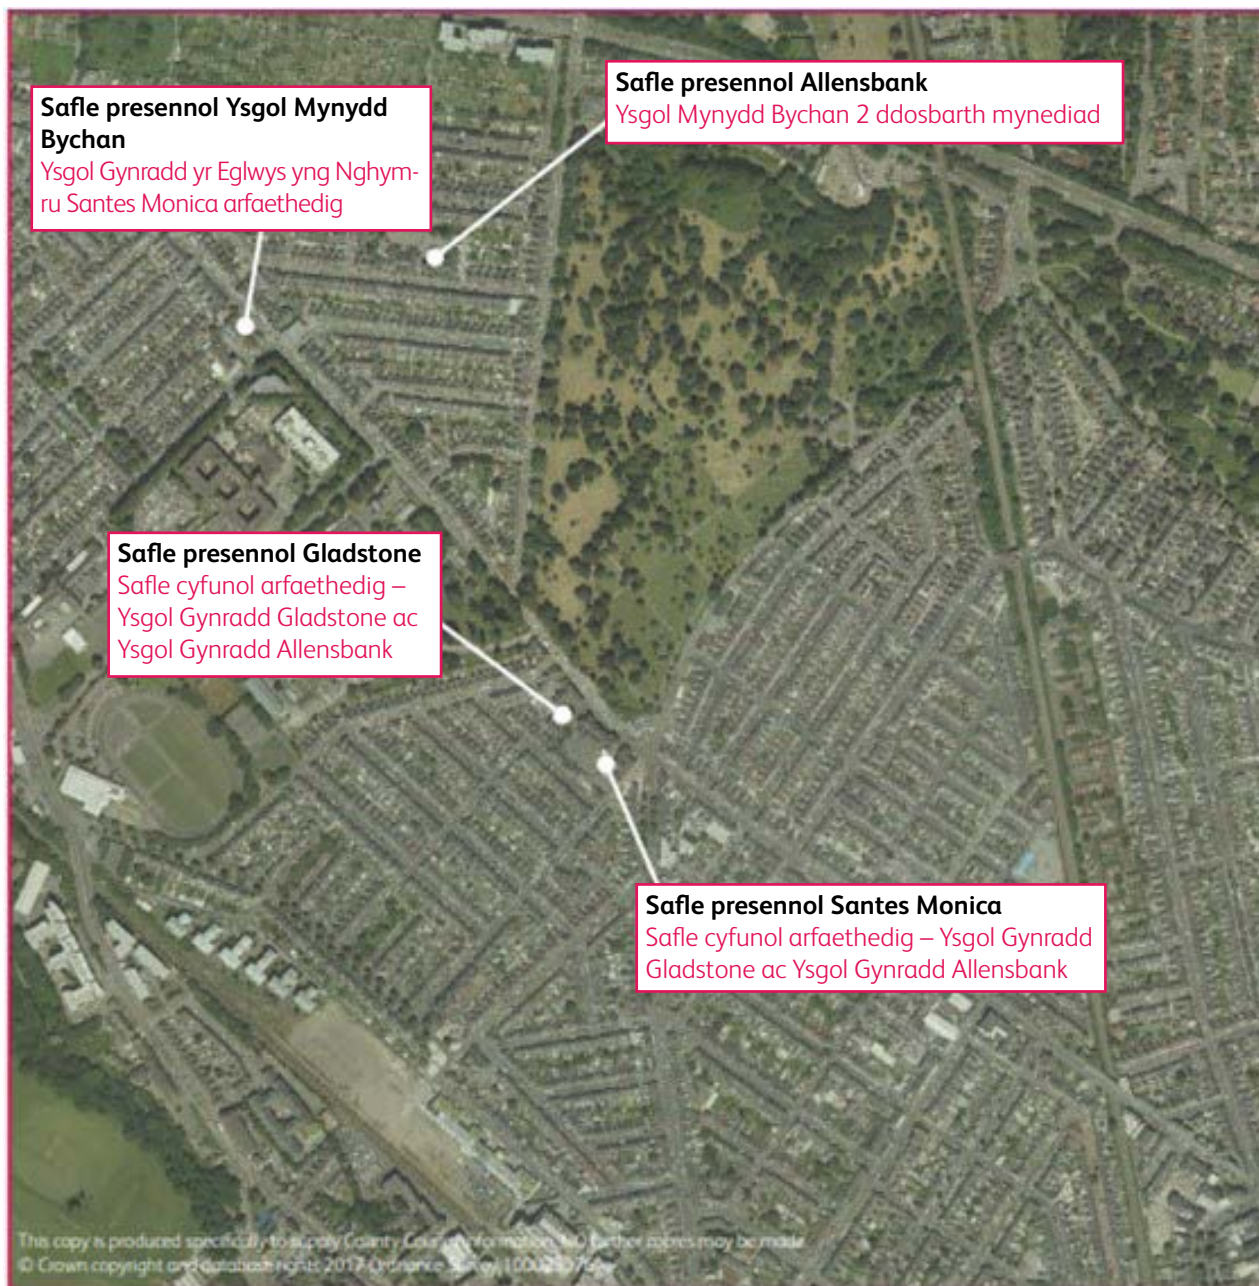 Safle presennol Allensbank
Ysgol Mynydd Bychan 2 ddosbarth mynediad
Safle presennol Ysgol Mynydd
Bychan
Ysgol Gynradd yr Eglwys yng Nghym-
ru Santes Monica arfaethedig
Safle presennol Gladstone
Safle cyfunol arfaethedig –
Ysgol Gynradd Gladstone ac
Ysgol Gynradd Allensbank
Safle presennol Santes Monica
Safle cyfunol arfaethedig – Ysgol Gynradd
Gladstone ac Ysgol Gynradd Allensbank
This copy is produced specifically to supply County Council information. NO further copies may be made.
© Crown copyright and database rights 2017 Ordnance Survey